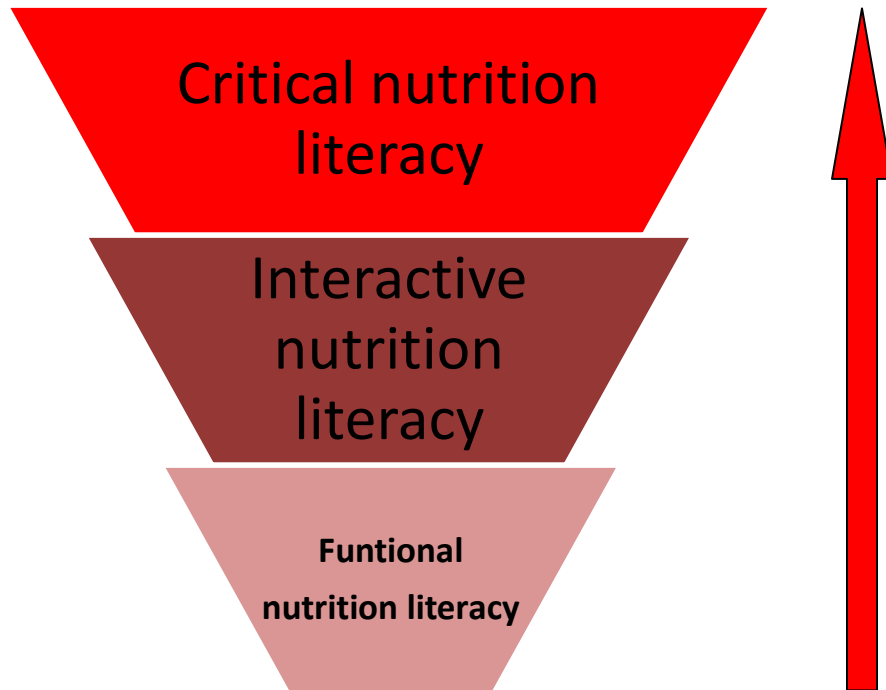 Critical nutrition
literacy
Interactive
nutrition
literacy
Funtional
nutrition literacy